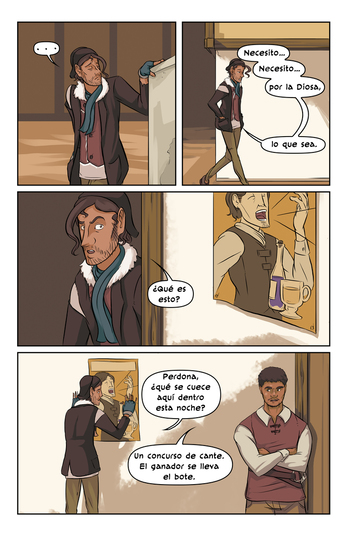 ...
Necesito...
Necesito...
por la Diosa,
lo que sea.
¿Qué es
esto?
Perdona,
¿qué se cuece
aquí dentro
esta noche?
Un concurso de cante.
El ganador se lleva
el bote.